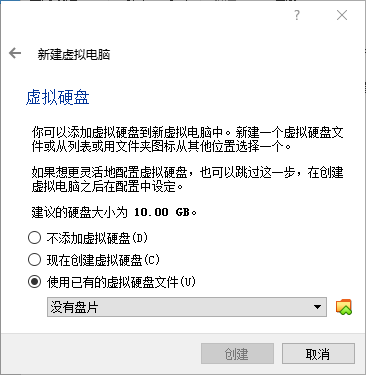 ?
新建虚拟电脑
虚拟硬盘
你可以添加虚拟硬盘到新虚拟电脑中。新建一个虚拟硬盘文
件或从列表或用文件夹图标从其他位置选择一个。
如果想更灵活地配置虚拟硬盘，也可以跳过这一步，在创建
虚拟电脑之后在配置中设定。
建议的硬盘大小为 10.00 GB。
不添加虚拟硬盘(D)
现在创建虚拟硬盘(C)
使用已有的虚拟硬盘文件(U)
没有盘片
创建 取消